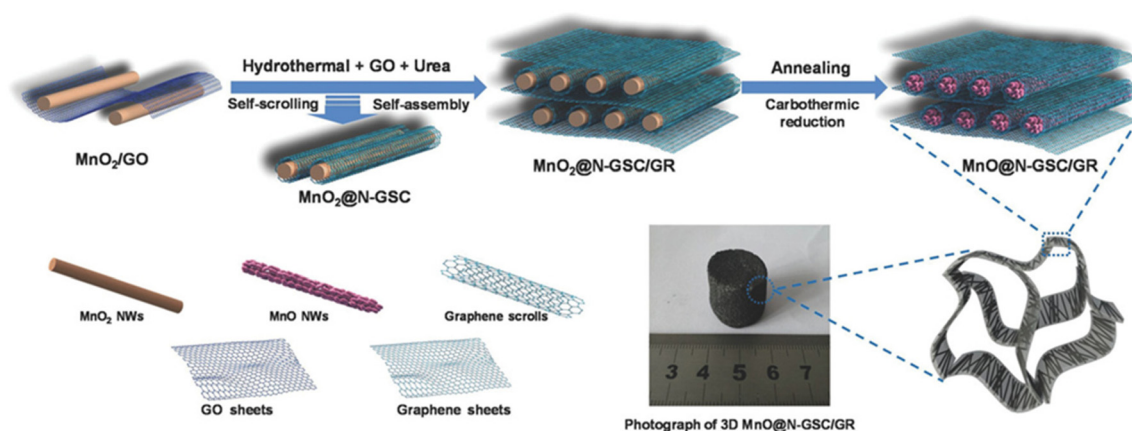 Hydrothermal + GO + Urea
Self-scrolling
Self-assembly
Annealing
Carbothermic
reduction
MnO₂/GO
MnO₂@N-GSC
MnO₂@N-GSC/GR
MnO@N-GSC/GR
MnO₂ NWs
MnO NWs
Graphene scrolls
GO sheets
Graphene sheets
3 4 5 6 7
Photograph of 3D MnO@N-GSC/GR